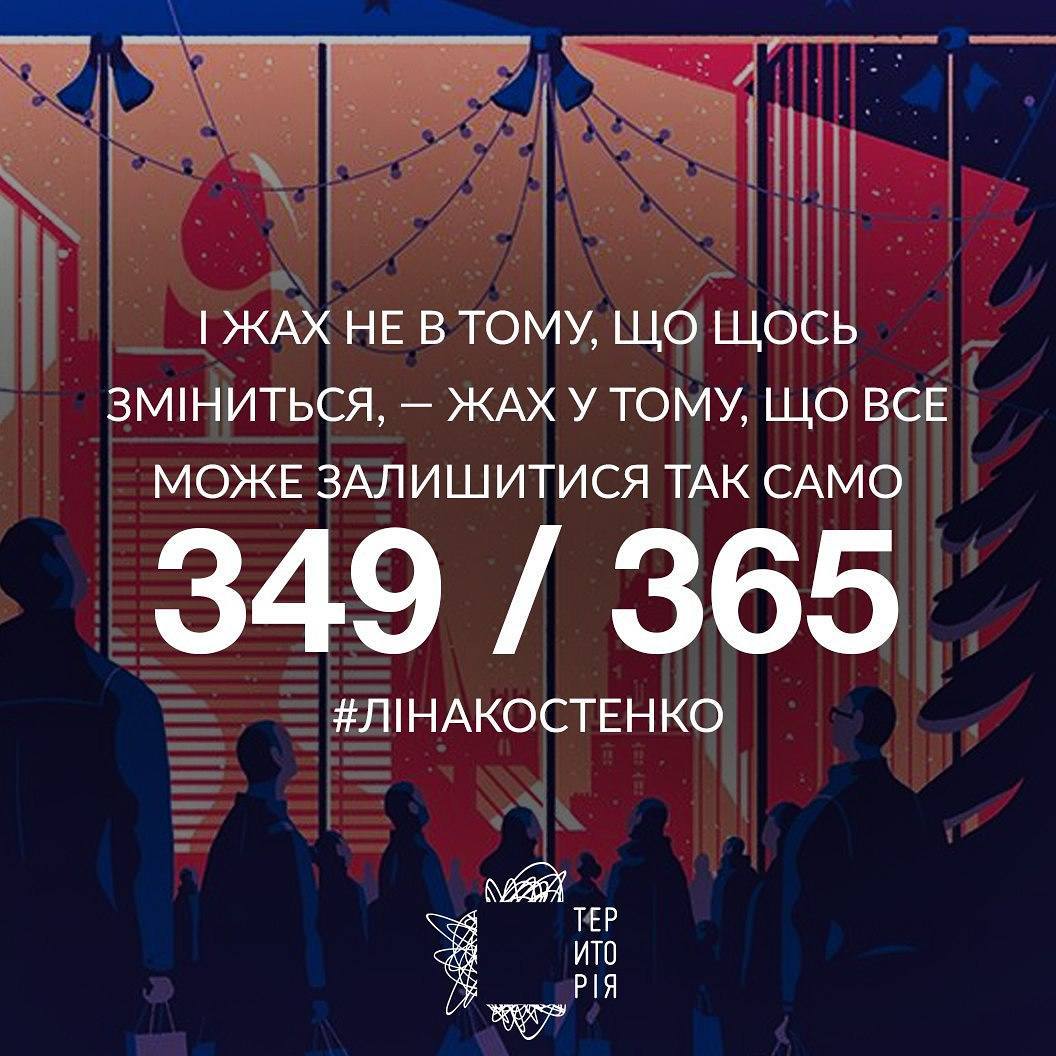 І ЖАХ НЕ В ТОМУ, ЩО ЩОСЬ
ЗМІНИТЬСЯ, — ЖАХ У ТОМУ, ЩО ВСЕ
МОЖЕ ЗАЛИШИТИСЯ ТАК САМО
349 / 365
#ЛІНАКОСТЕНКО
ТЕР
ИТО
РІЯ